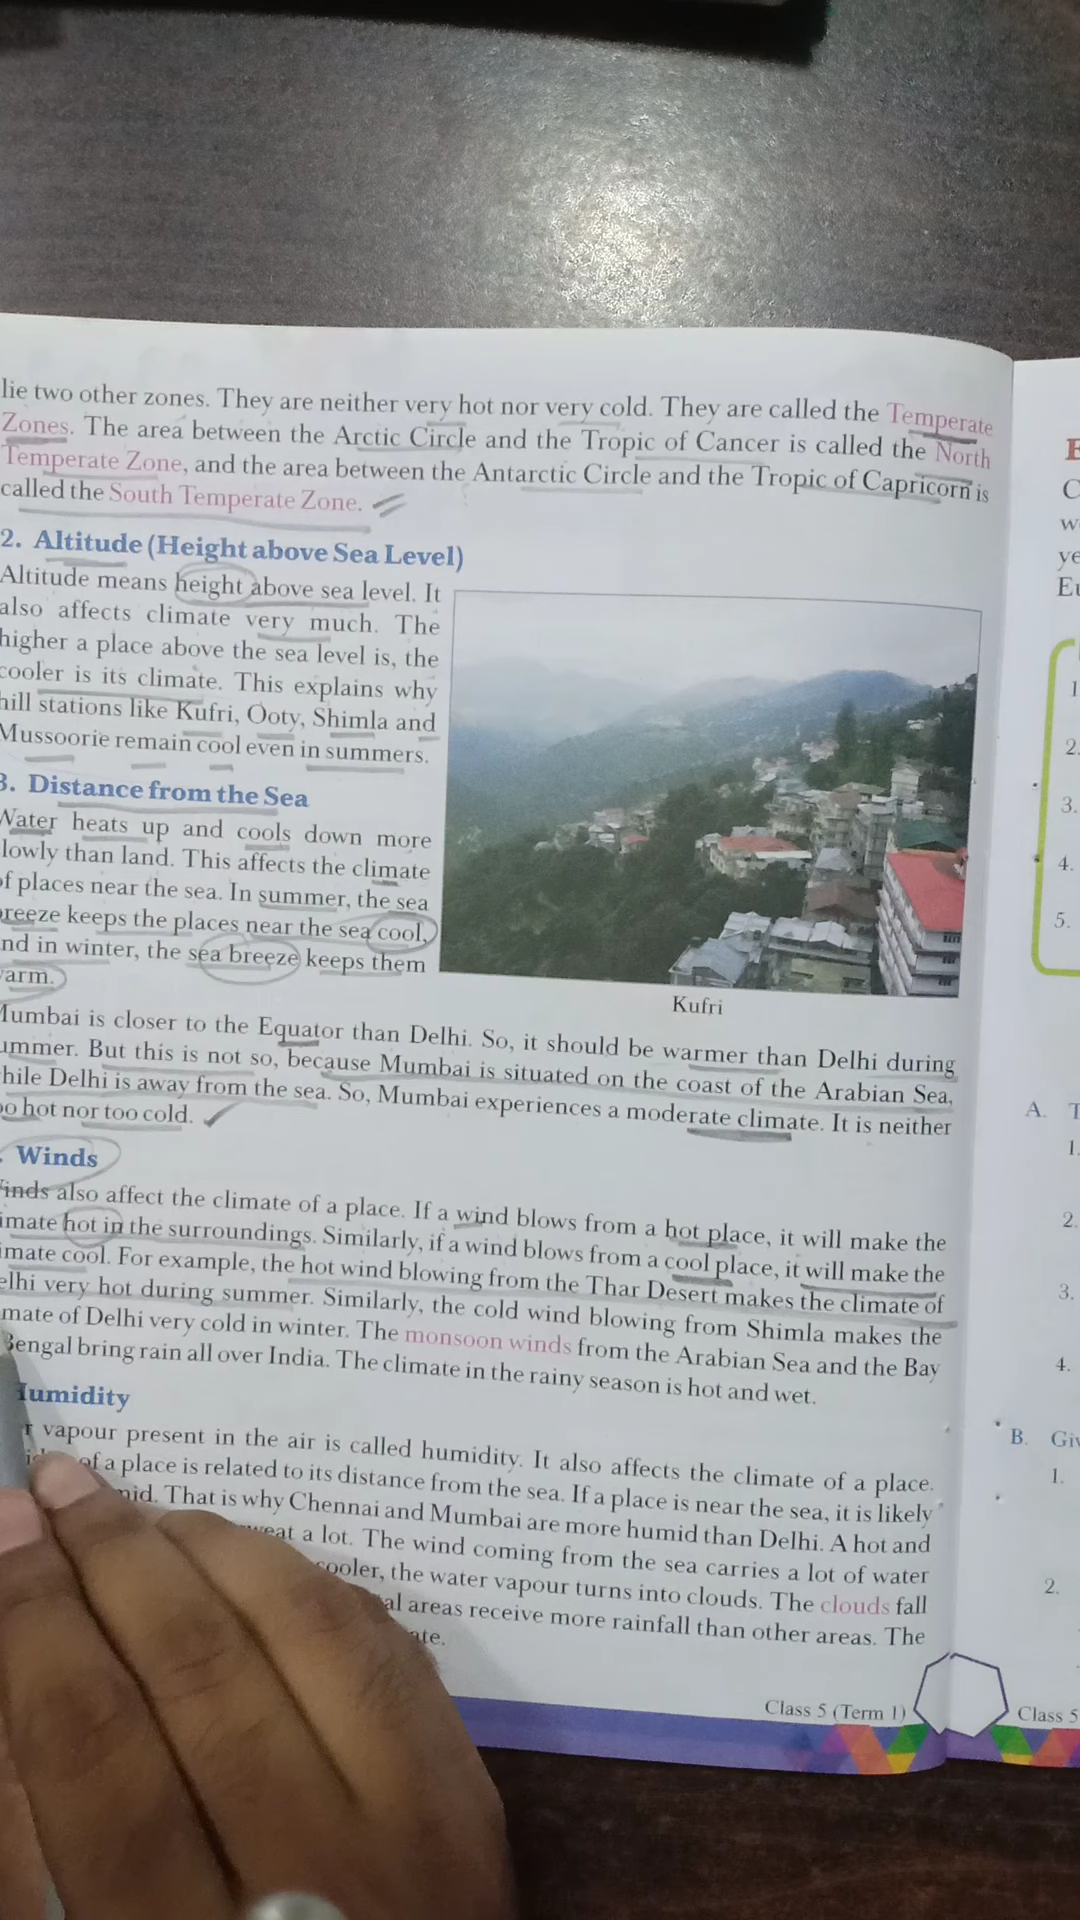 lie two other zones. They are neither very hot nor very cold. They are called the Temperate
Zones. The area between the Arctic Circle and the Tropic of Cancer is called the North
Temperate Zone, and the area between the Antarctic Circle and the Tropic of Capricorn is
called the South Temperate Zone.
2. Altitude (Height above Sea Level)
Altitude means height above sea level. It
also affects climate very much. The
higher a place above the sea level is, the
cooler is its climate. This explains why
hill stations like Kufri, Ooty, Shimla and
Mussoorie remain cool even in summers.
3. Distance from the Sea
Water heats up and cools down more
lowly than land. This affects the climate
of places near the sea. In summer, the sea
reeze keeps the places near the sea cool,
nd in winter, the sea breeze keeps them
arm.
Kufri
Mumbai is closer to the Equator than Delhi. So, it should be warmer than Delhi during
ummer. But this is not so, because Mumbai is situated on the coast of the Arabian Sea,
hile Delhi is away from the sea. So, Mumbai experiences a moderate climate. It is neither
oo hot nor too cold.
. Winds
inds also affect the climate of a place. If a wind blows from a hot place, it will make the
imate hot in the surroundings. Similarly, if a wind blows from a cool place, it will make the
imate cool. For example, the hot wind blowing from the Thar Desert makes the climate of
elhi very hot during summer. Similarly, the cold wind blowing from Shimla makes the
mate of Delhi very cold in winter. The monsoon winds from the Arabian Sea and the Bay
Bengal bring rain all over India. The climate in the rainy season is hot and wet.
Humidity
r vapour present in the air is called humidity. It also affects the climate of a place.
of a place is related to its distance from the sea. If a place is near the sea, it is likely
mid. That is why Chennai and Mumbai are more humid than Delhi. A hot and
weat a lot. The wind coming from the sea carries a lot of water
cooler, the water vapour turns into clouds. The clouds fall
al areas receive more rainfall than other areas. The
ate.
Class 5 (Term 1)
E
C
w
ye
Eu
1
2.
3.
4.
5.
A. T
1.
2.
3.
4.
B. Giv
1.
2.
Class 5